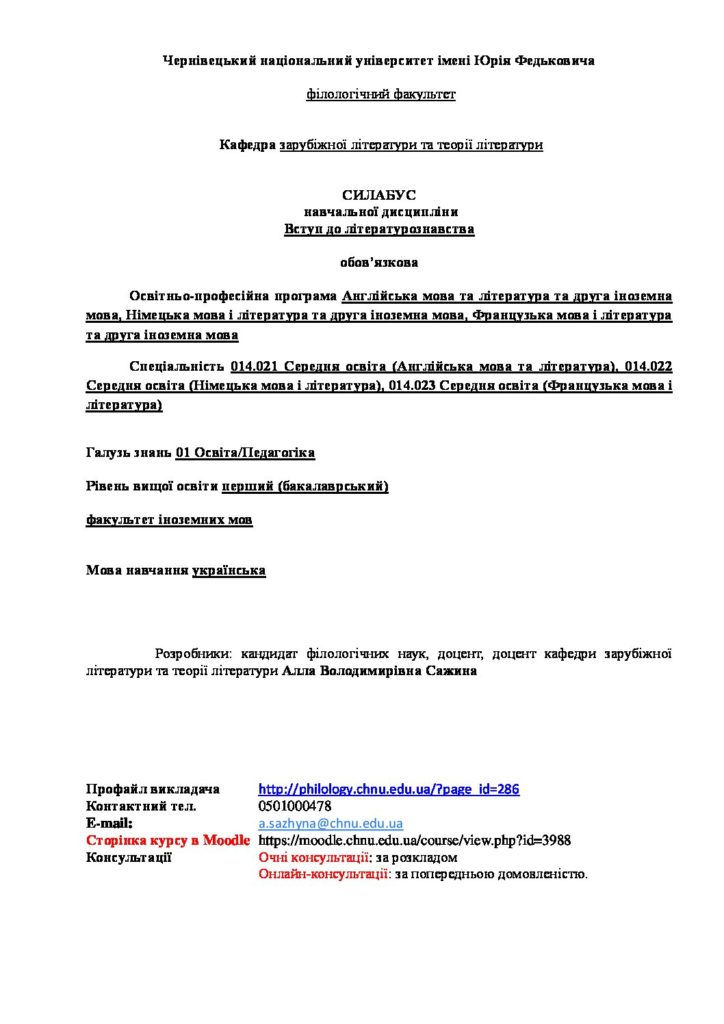 Чернівецький національний університет імені Юрія Федьковича
філологічний факультет
Кафедра зарубіжної літератури та теорії літератури
СИЛАБУС
навчальної дисципліни
Вступ до літературознавства
обов’язкова
Освітньо-професійна програма Англійська мова та література та друга іноземна
мова, Німецька мова і література та друга іноземна мова, Французька мова і література
та друга іноземна мова
Спеціальність 014.021 Середня освіта (Англійська мова та література), 014.022
Середня освіта (Німецька мова і література), 014.023 Середня освіта (Французька мова і
література)
Галузь знань 01 Освіта/Педагогіка
Рівень вищої освіти перший (бакалаврський)
факультет іноземних мов
Мова навчання українська
Розробники: кандидат філологічних наук, доцент, доцент кафедри зарубіжної
літератури та теорії літератури Алла Володимирівна Сажина
Профайл викладача http://philology.chnu.edu.ua/?page_id=286
Контактний тел. 0501000478
E-mail: a.sazhyna@chnu.edu.ua
Сторінка курсу в Moodle https://moodle.chnu.edu.ua/course/view.php?id=3988
Консультації Очні консультації: за розкладом
Онлайн-консультації: за попередньою домовленістю.